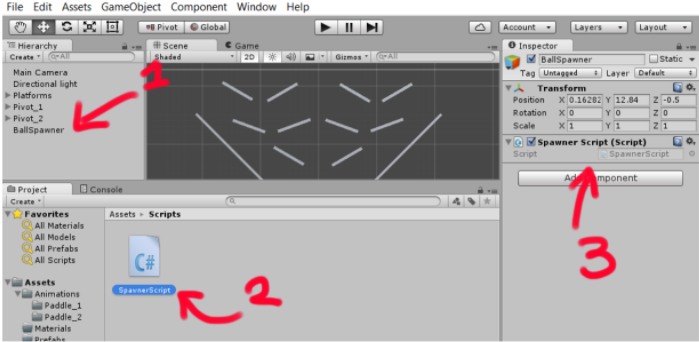 File Edit Assets GameObject Component Window Help
Pivot Global Account Layers Layout
Hierarchy
Create All
Main Camera
Directional light
Platforms
Pivot_1
Pivot_2
BallSpawner
1
Scene Game
Shaded 2D Gizmos All
Inspector
BallSpawner Static
Tag Untagged Layer Default
Transform
Position X 0.16282 Y 12.84 Z -0.5
Rotation X 0 Y 0 Z 0
Scale X 1 Y 1 Z 1
Spawner Script (Script)
Script SpawnerScript
3
Project Console
Create
Favorites
All Materials
All Models
All Prefabs
All Scripts
Assets
Animations
Paddle_1
Paddle_2
Materials
Prefabs
Assets Scripts
C#
SpawnerScript
2